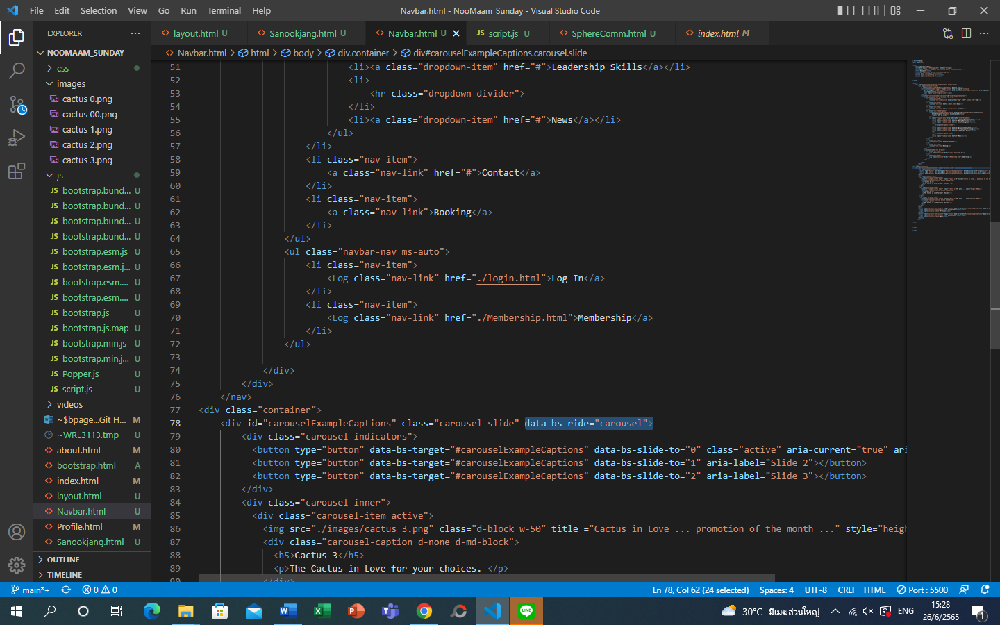 File Edit Selection View Go Run Terminal Help
Navbar.html - NooMaam_Sunday - Visual Studio Code
EXPLORER ···
layout.html U
Sanookjang.html U
Navbar.html U
JS script.js U
SphereComm.html U
index.html M
Navbar.html > html > body > div.container > div#carouselExampleCaptions.carousel.slide
NOOMAAM_SUNDAY
css
images
cactus 0.png
cactus 00.png
cactus 1.png
cactus 2.png
cactus 3.png
js
JS bootstrap.bund... U
JS bootstrap.bund... U
JS bootstrap.bund... U
JS bootstrap.bund... U
JS bootstrap.esm.js U
JS bootstrap.esm.j... U
JS bootstrap.esm.... U
JS bootstrap.esm.... U
JS bootstrap.js U
JS bootstrap.js.map U
JS bootstrap.min.js U
JS bootstrap.min.j... U
JS Popper.js U
JS script.js U
videos
~$bpage...Git H... M
~WRL3113.tmp U
about.html M
bootstrap.html A
index.html M
layout.html U
Navbar.html U
Profile.html M
Sanookjang.html U
OUTLINE
TIMELINE
51 <li><a class="dropdown-item" href="#">Leadership Skills</a></li>
52 <li>
53 <hr class="dropdown-divider">
54 </li>
55 <li><a class="dropdown-item" href="#">News</a></li>
56 </ul>
57 </li>
58 <li class="nav-item">
59 <a class="nav-link" href="#">Contact</a>
60 </li>
61 <li class="nav-item">
62 <a class="nav-link">Booking</a>
63 </li>
64 </ul>
65 <ul class="navbar-nav ms-auto">
66 <li class="nav-item">
67 <Log class="nav-link" href="./login.html">Log In</a>
68 </li>
69 <li class="nav-item">
70 <Log class="nav-link" href="./Membership.html">Membership</a>
71 </li>
72 </ul>
73
74 </div>
75 </div>
76 </nav>
77 <div class="container">
78 <div id="carouselExampleCaptions" class="carousel slide" data-bs-ride="carousel">
79 <div class="carousel-indicators">
80 <button type="button" data-bs-target="#carouselExampleCaptions" data-bs-slide-to="0" class="active" aria-current="true" ari
81 <button type="button" data-bs-target="#carouselExampleCaptions" data-bs-slide-to="1" aria-label="Slide 2"></button>
82 <button type="button" data-bs-target="#carouselExampleCaptions" data-bs-slide-to="2" aria-label="Slide 3"></button>
83 </div>
84 <div class="carousel-inner">
85 <div class="carousel-item active">
86 <img src="./images/cactus 3.png" class="d-block w-50" title ="Cactus in Love ... promotion of the month ..." style="heigh
87 <div class="carousel-caption d-none d-md-block">
88 <h5>Cactus 3</h5>
89 <p>The Cactus in Love for your choices. </p>
90 </div>
main*+ 0 0
Ln 78, Col 62 (24 selected) Spaces: 4 UTF-8 CRLF HTML Port : 5500
30°C มีเมฆส่วนใหญ่ ENG
15:28
26/6/2565
1